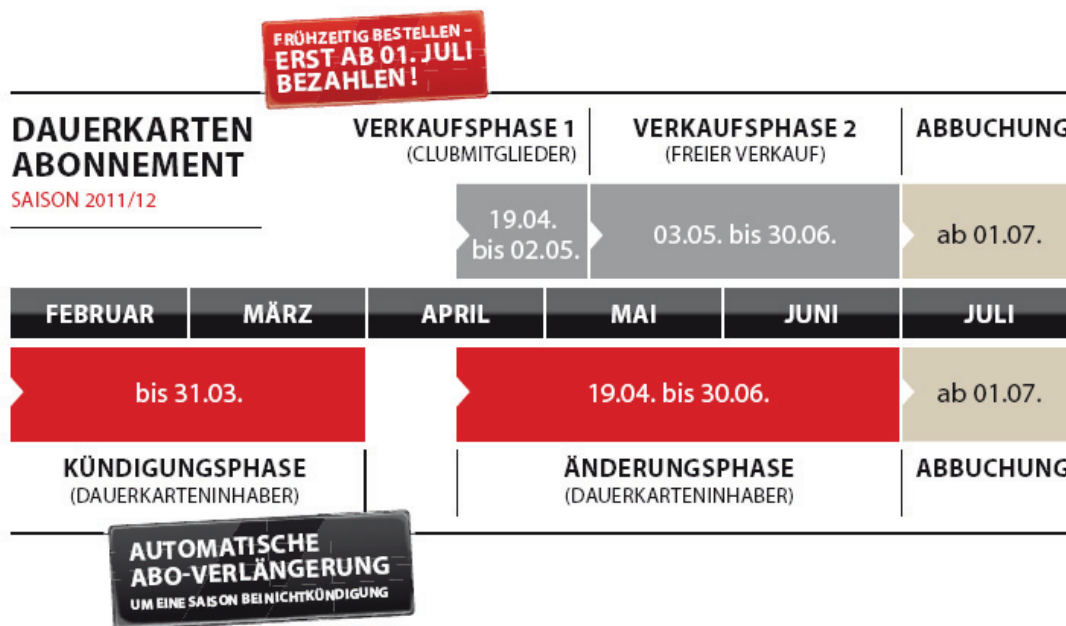 FRÜHZEITIG BESTELLEN –
ERST AB 01. JULI
BEZAHLEN !
DAUERKARTEN
ABONNEMENT
SAISON 2011/12
VERKAUFSPHASE 1
(CLUBMITGLIEDER)
VERKAUFSPHASE 2
(FREIER VERKAUF)
ABBUCHUNG
19.04.
bis 02.05.
03.05. bis 30.06.
ab 01.07.
FEBRUAR
MÄRZ
APRIL
MAI
JUNI
JULI
bis 31.03.
19.04. bis 30.06.
ab 01.07.
KÜNDIGUNGSPHASE
(DAUERKARTENINHABER)
ÄNDERUNGSPHASE
(DAUERKARTENINHABER)
ABBUCHUNG
AUTOMATISCHE
ABO-VERLÄNGERUNG
UM EINE SAISON BEI NICHTKÜNDIGUNG